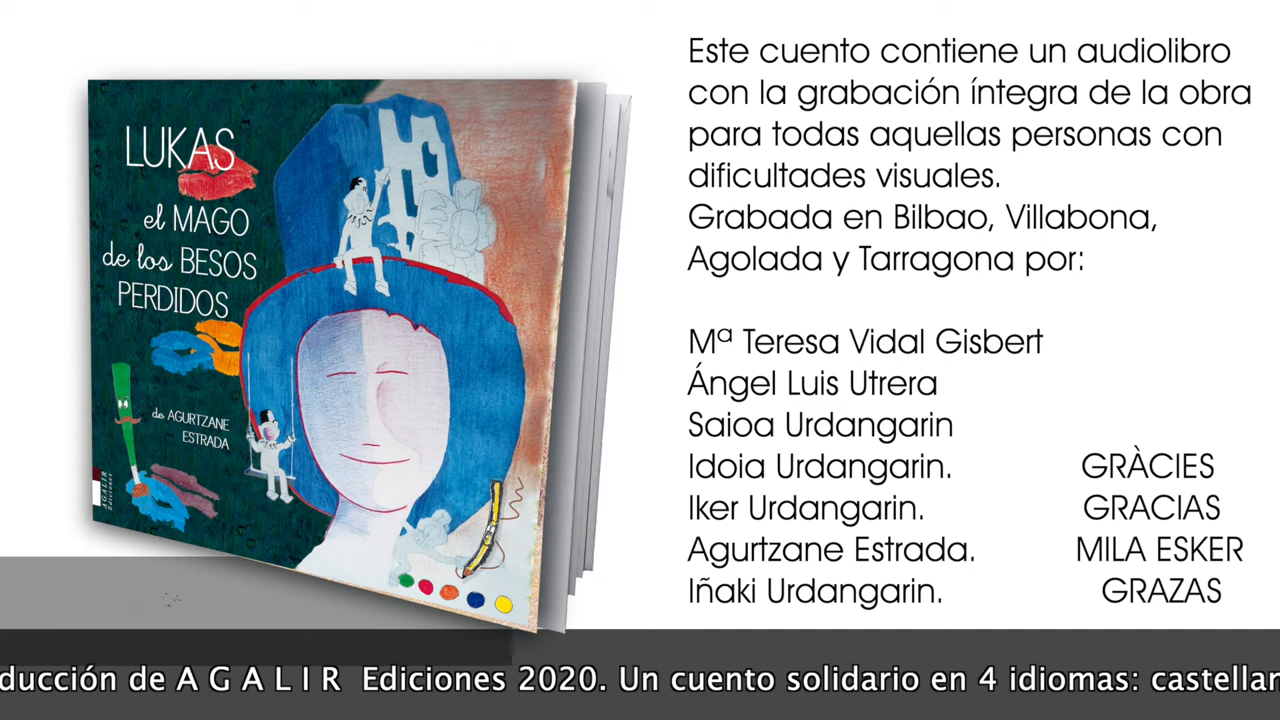 LUKAS
el MAGO
de los BESOS
PERDIDOS
de AGURTZANE
ESTRADA
AGALIR
Ediciones
Este cuento contiene un audiolibro
con la grabación íntegra de la obra
para todas aquellas personas con
dificultades visuales.
Grabada en Bilbao, Villabona,
Agolada y Tarragona por:
Mª Teresa Vidal Gisbert
Ángel Luis Utrera
Saioa Urdangarin
Idoia Urdangarin. GRÀCIES
Iker Urdangarin. GRACIAS
Agurtzane Estrada. MILA ESKER
Iñaki Urdangarin. GRAZAS
ducción de A G A L I R Ediciones 2020. Un cuento solidario en 4 idiomas: castellan